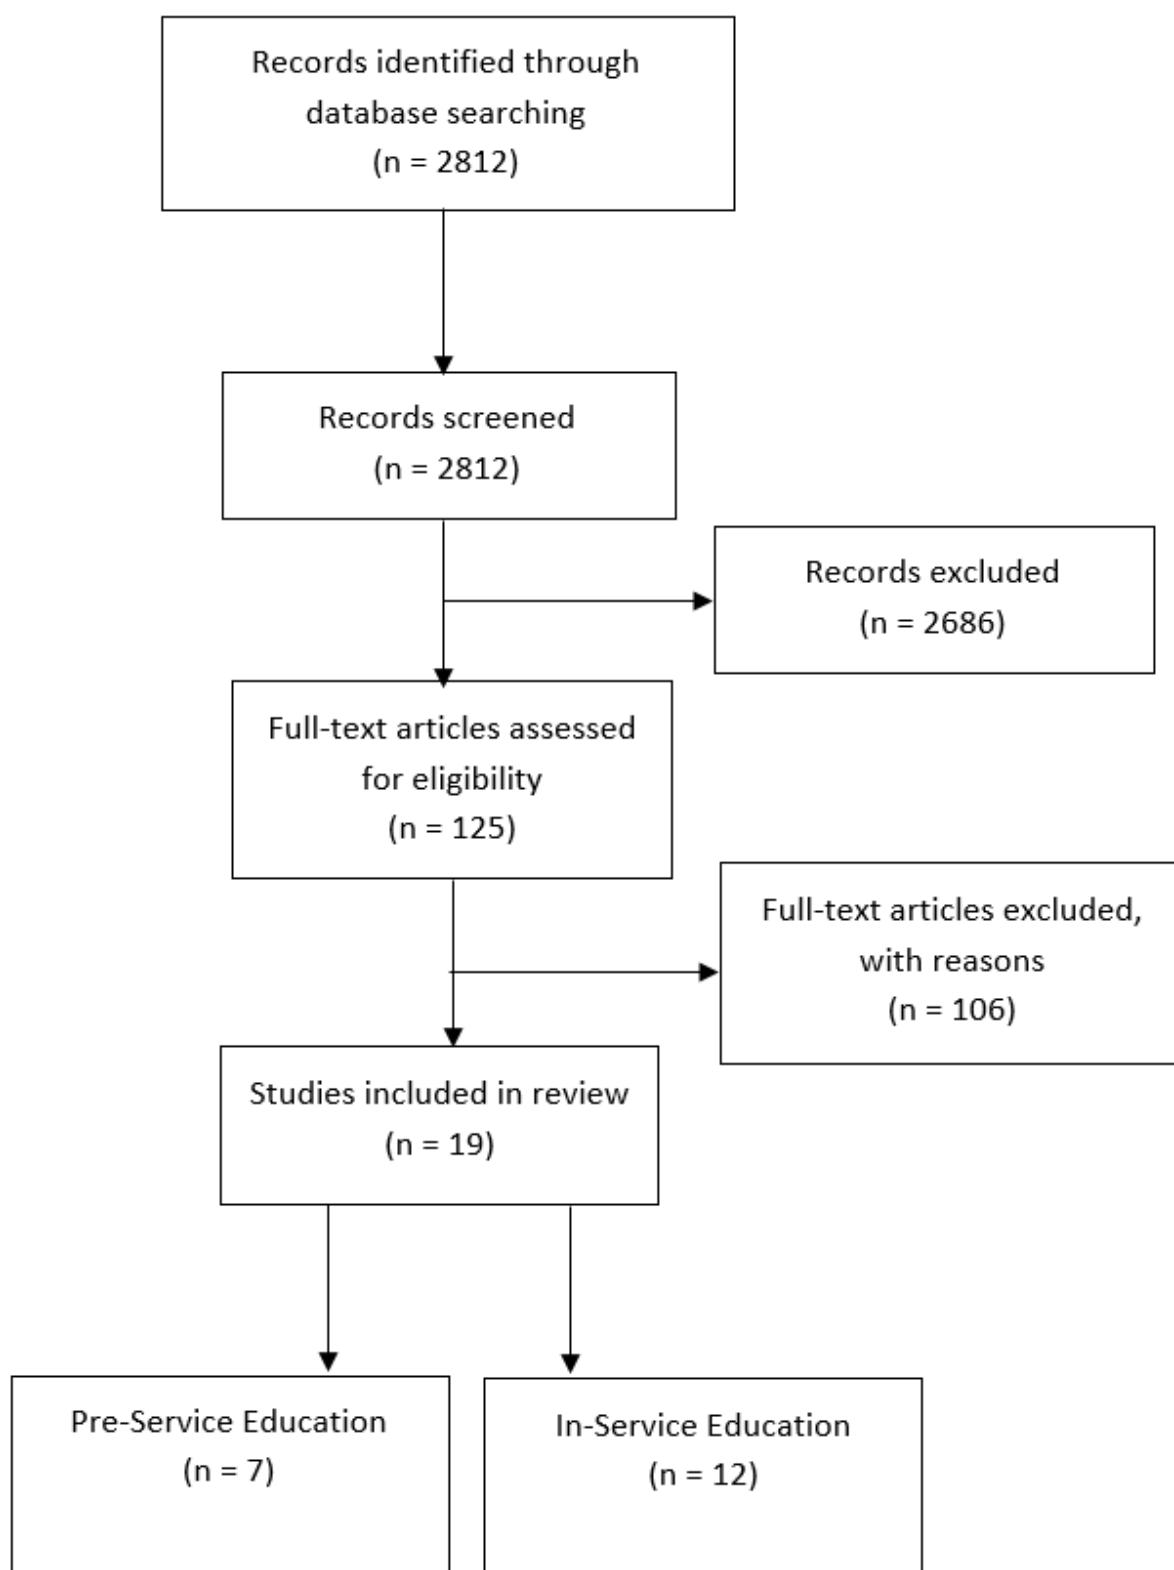 Records identified through
database searching
(n = 2812)
Records screened
(n = 2812)
Records excluded
(n = 2686)
Full-text articles assessed
for eligibility
(n = 125)
Full-text articles excluded,
with reasons
(n = 106)
Studies included in review
(n = 19)
Pre-Service Education
(n = 7)
In-Service Education
(n = 12)